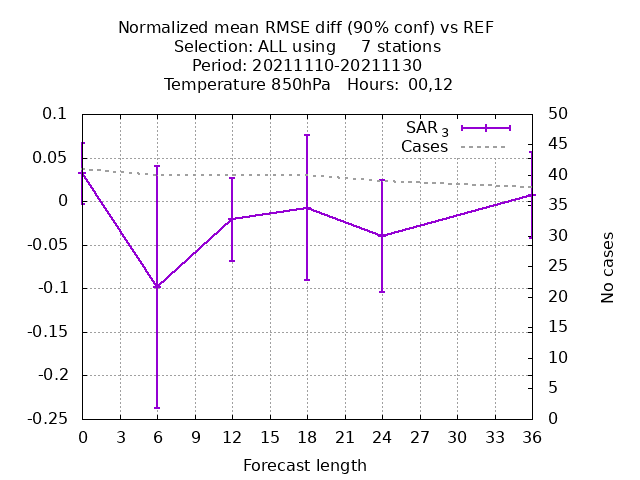 Normalized mean RMSE diff (90% conf) vs REF
Selection: ALL using     7 stations
Period: 20211110-20211130
Temperature 850hPa   Hours:  00,12
SAR 3
Cases
0.1
0.05
0
-0.05
-0.1
-0.15
-0.2
-0.25
50
45
40
35
30
25
20
15
10
5
0
No cases
0 3 6 9 12 15 18 21 24 27 30 33 36
Forecast length